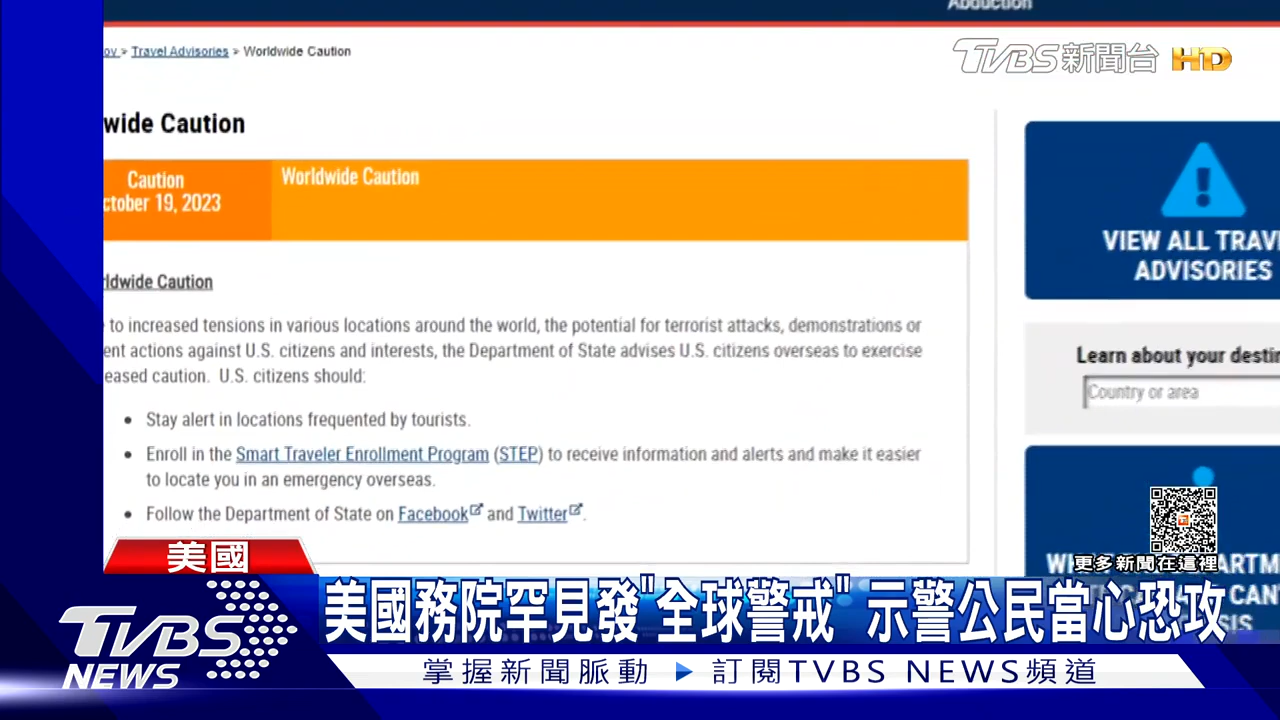 Abduction
ov > Travel Advisories > Worldwide Caution
TVBS新聞台 HD
wide Caution
Caution
ctober 19, 2023
Worldwide Caution
VIEW ALL TRAV
ADVISORIES
rldwide Caution
to increased tensions in various locations around the world, the potential for terrorist attacks, demonstrations or
ent actions against U.S. citizens and interests, the Department of State advises U.S. citizens overseas to exercise
eased caution. U.S. citizens should:
Learn about your destin
Country or area
• Stay alert in locations frequented by tourists.
• Enroll in the Smart Traveler Enrollment Program (STEP) to receive information and alerts and make it easier
to locate you in an emergency overseas.
• Follow the Department of State on Facebook and Twitter.
更多新聞在這裡
美國
美國務院罕見發"全球警戒" 示警公民當心恐攻
TVBS
NEWS
掌握新聞脈動 ▶ 訂閱TVBS NEWS頻道